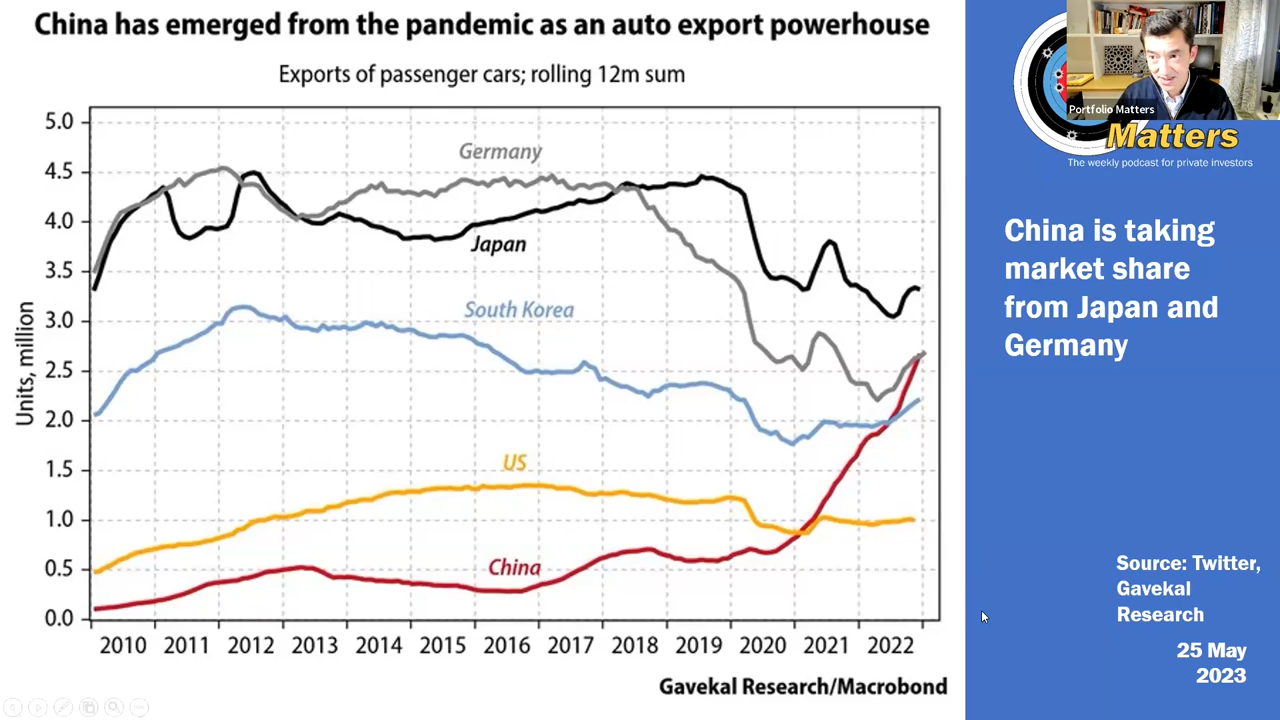 China has emerged from the pandemic as an auto export powerhouse
Exports of passenger cars; rolling 12m sum
Units, million
5.0
4.5
4.0
3.5
3.0
2.5
2.0
1.5
1.0
0.5
0.0
Germany
Japan
South Korea
US
China
2010 2011 2012 2013 2014 2015 2016 2017 2018 2019 2020 2021 2022
Gavekal Research/Macrobond
Portfolio Matters
Matters
The weekly podcast for private investors
China is taking
market share
from Japan and
Germany
Source: Twitter,
Gavekal
Research
25 May
2023